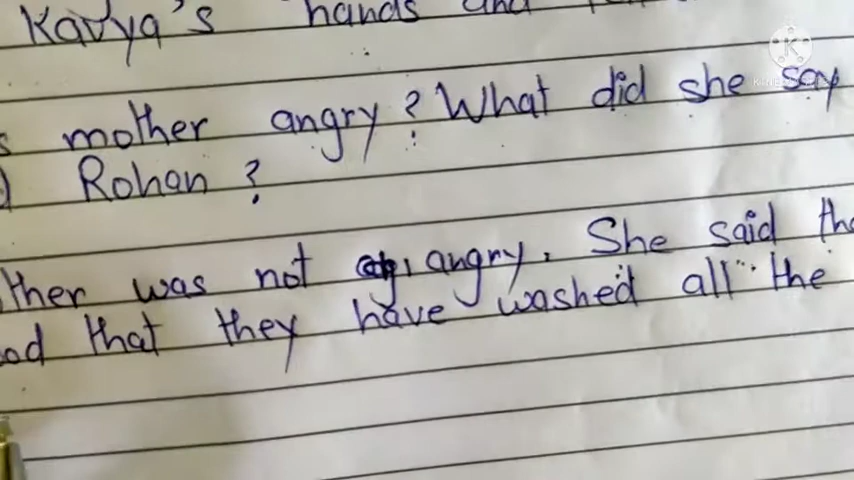 Kavya's hands and
s mother angry? What did she say
Rohan ?
ther was not angry. She said tha
od that they have washed all the